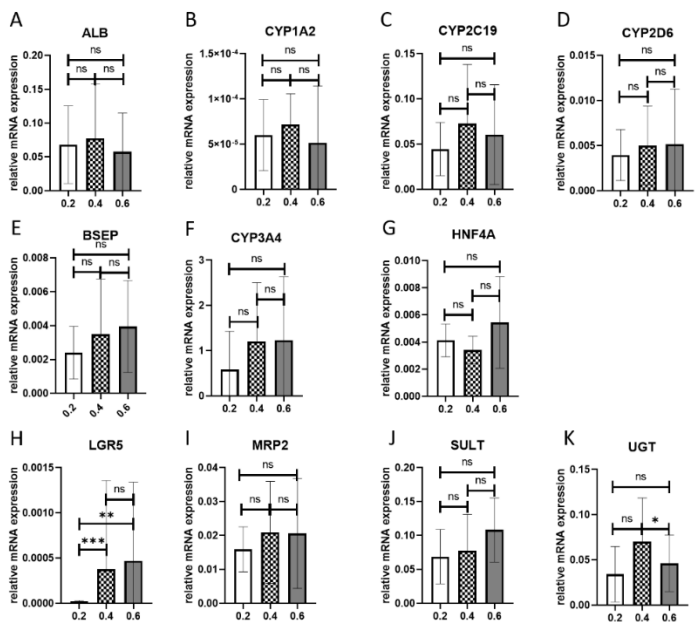 A
ALB
relative mRNA expression
0.20
0.15
0.10
0.05
0.00
ns
ns
ns
0.2
0.4
0.6
B
CYP1A2
relative mRNA expression
1.5×10⁻⁴
1×10⁻⁴
5×10⁻⁵
0
ns
ns
ns
0.2
0.4
0.6
C
CYP2C19
relative mRNA expression
0.20
0.15
0.10
0.05
0.00
ns
ns
ns
0.2
0.4
0.6
D
CYP2D6
relative mRNA expression
0.015
0.010
0.005
0.000
ns
ns
ns
0.2
0.4
0.6
E
BSEP
relative mRNA expression
0.008
0.006
0.004
0.002
0.000
ns
ns
ns
0.2
0.4
0.6
F
CYP3A4
relative mRNA expression
3
2
1
0
ns
ns
ns
0.2
0.4
0.6
G
HNF4A
relative mRNA expression
0.010
0.008
0.006
0.004
0.002
0.000
ns
ns
ns
0.2
0.4
0.6
H
LGR5
relative mRNA expression
0.0015
0.0010
0.0005
0.0000
ns
**
***
0.2
0.4
0.6
I
MRP2
relative mRNA expression
0.04
0.03
0.02
0.01
0.00
ns
ns
ns
0.2
0.4
0.6
J
SULT
relative mRNA expression
0.20
0.15
0.10
0.05
0.00
ns
ns
ns
0.2
0.4
0.6
K
UGT
relative mRNA expression
0.15
0.10
0.05
0.00
ns
ns
*
0.2
0.4
0.6